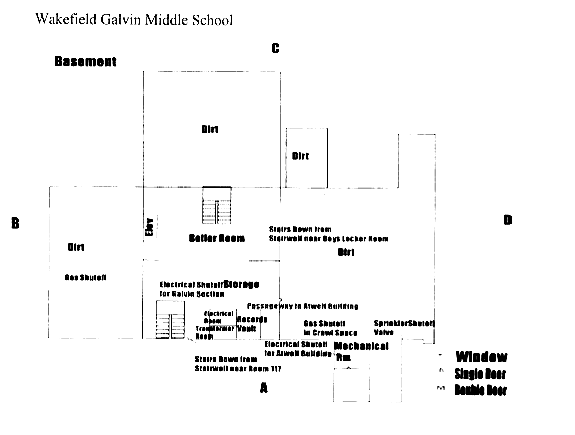 Wakefield Galvin Middle School
C
Basement
Dirt
Dirt
B
D
Elev
Stairs Down from
Stairwell near Boys Locker Room
Boiler Room
Dirt
Dirt
Gas Shutoff
Electrical Shutoff
for Galvin Section
Storage
Passageway to Atwell Building
Electrical
Room
Records
Vault
Transformer
Room
Gas Shutoff
in Crawl Space
Sprinkler Shutoff
Valve
Electrical Shutoff
for Atwell Building
Mechanical
Rm.
Stairs Down from
Stairwell near Room 117
A
Window
Single Door
Double Door